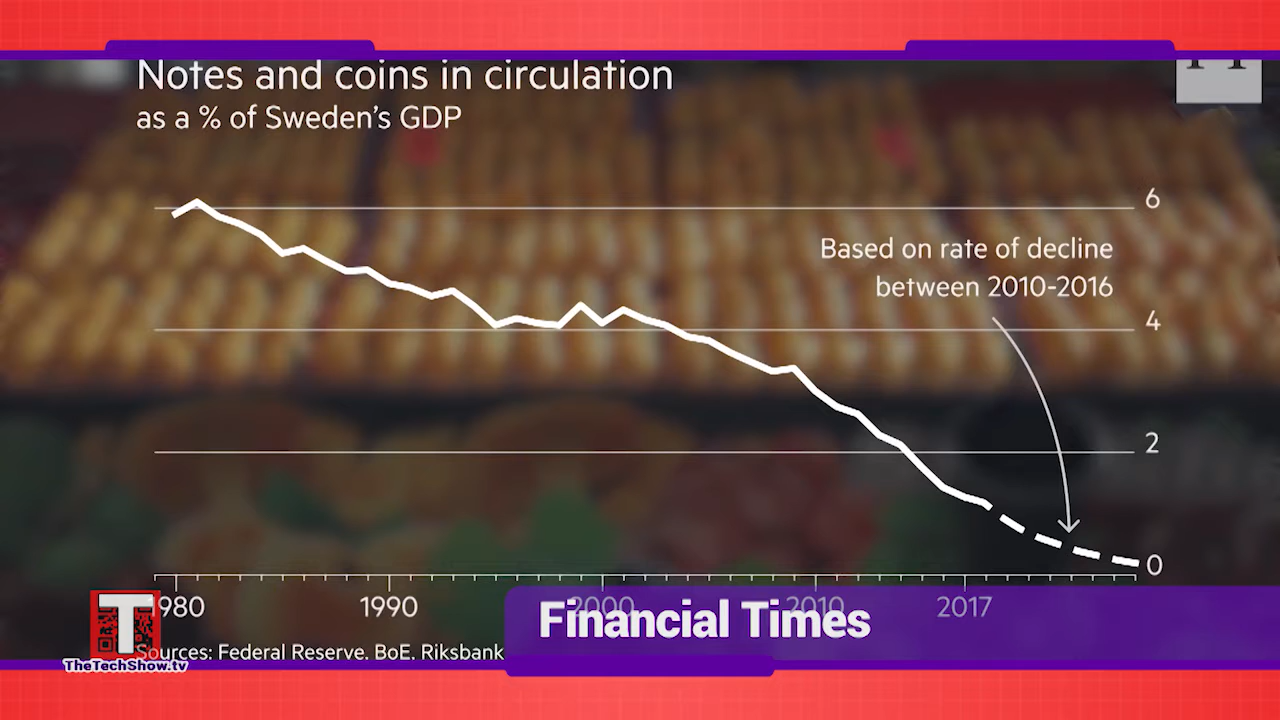 Notes and coins in circulation
as a % of Sweden's GDP
6
Based on rate of decline
between 2010-2016
4
2
0
1980
1990
2000
2010
2017
Financial Times
Sources: Federal Reserve. BoE. Riksbank
T
TheTechShow.tv